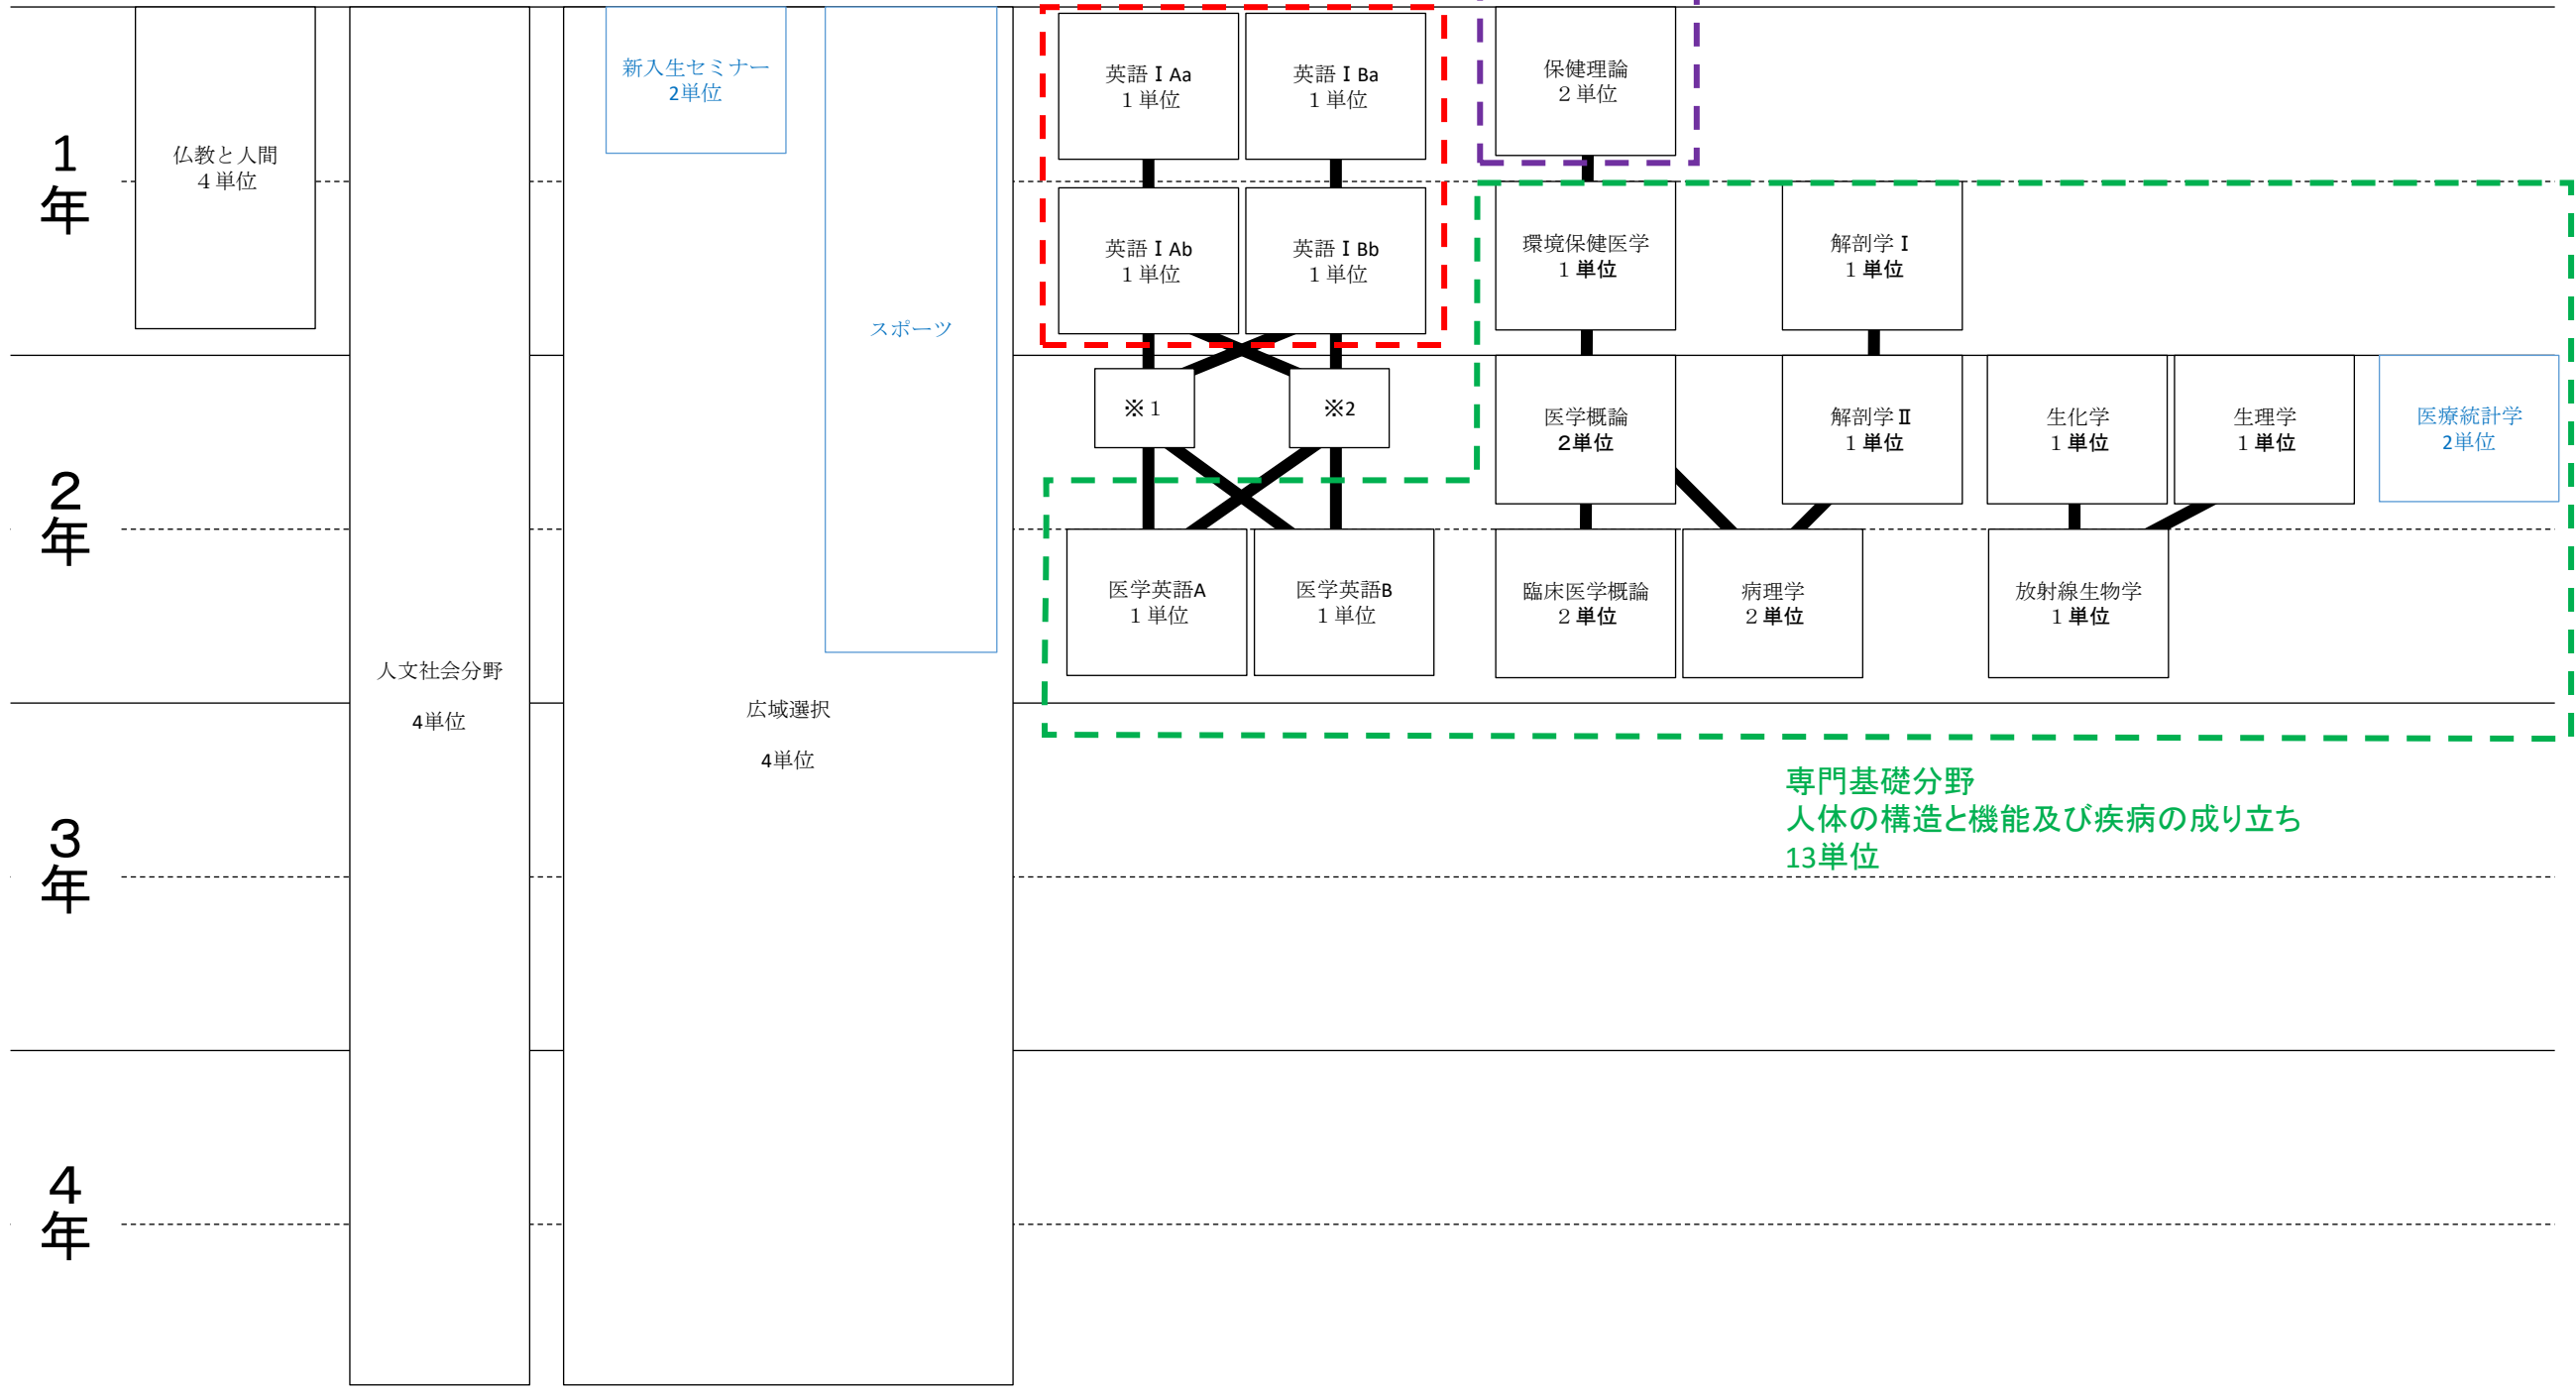 1
年
仏教と人間
4単位
新入生セミナー
2単位
スポーツ
英語ⅠAa
1単位
英語ⅠBa
1単位
保健理論
2単位
英語ⅠAb
1単位
英語ⅠBb
1単位
環境保健医学
1単位
解剖学Ⅰ
1単位
2
年
※1
※2
医学概論
2単位
解剖学Ⅱ
1単位
生化学
1単位
生理学
1単位
医療統計学
2単位
医学英語A
1単位
医学英語B
1単位
臨床医学概論
2単位
病理学
2単位
放射線生物学
1単位
人文社会分野
4単位
広域選択
4単位
専門基礎分野
人体の構造と機能及び疾病の成り立ち
13単位
3
年
4
年